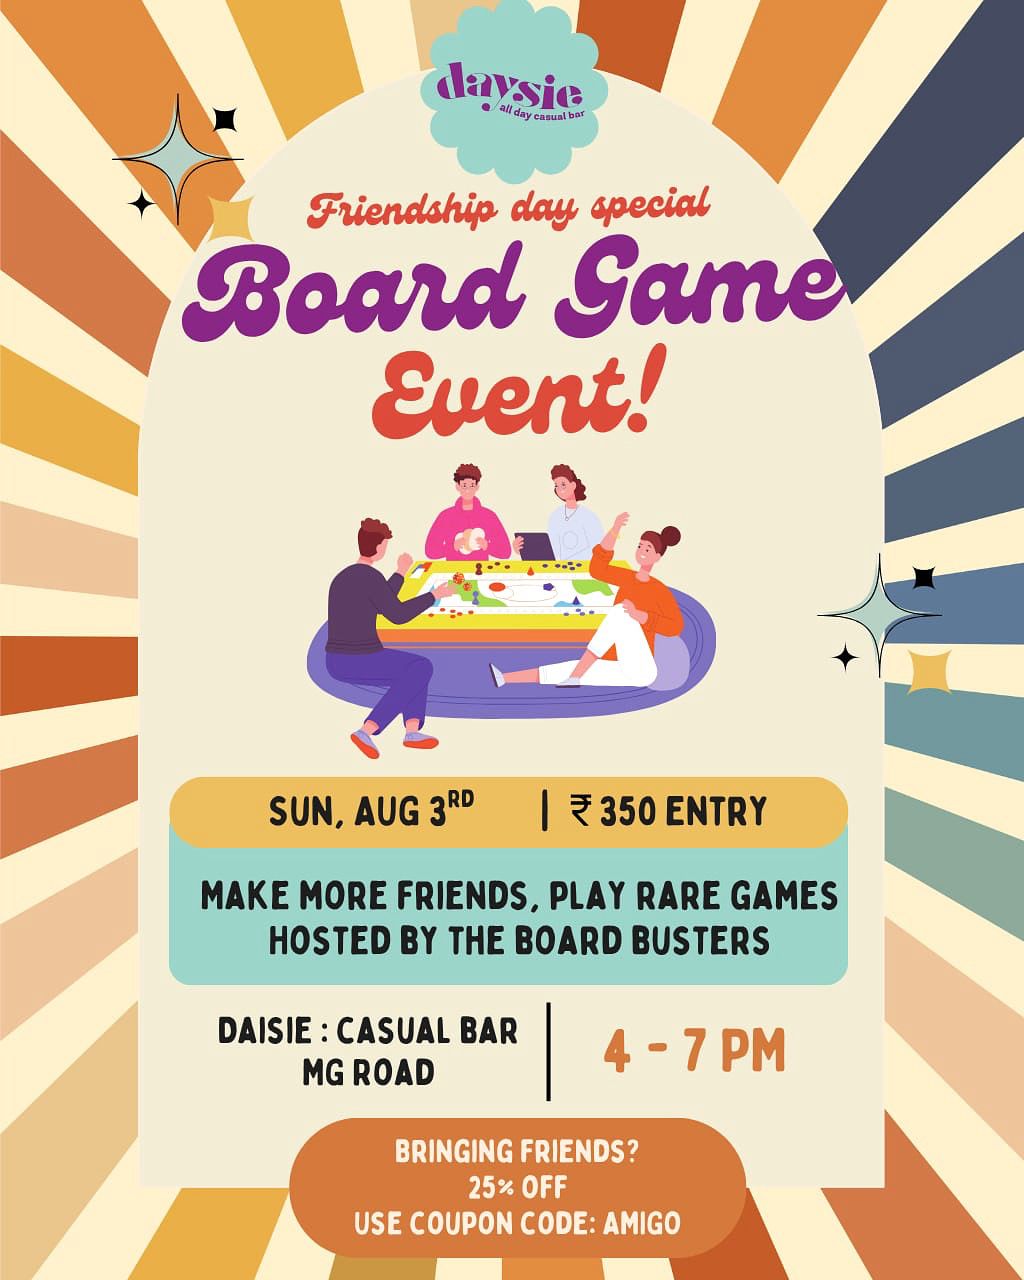 daysie
all day casual bar
Friendship day special
Board Game
Event!
SUN, AUG 3RD | ₹ 350 ENTRY
MAKE MORE FRIENDS, PLAY RARE GAMES
HOSTED BY THE BOARD BUSTERS
DAISIE : CASUAL BAR
MG ROAD
4 - 7 PM
BRINGING FRIENDS?
25% OFF
USE COUPON CODE: AMIGO